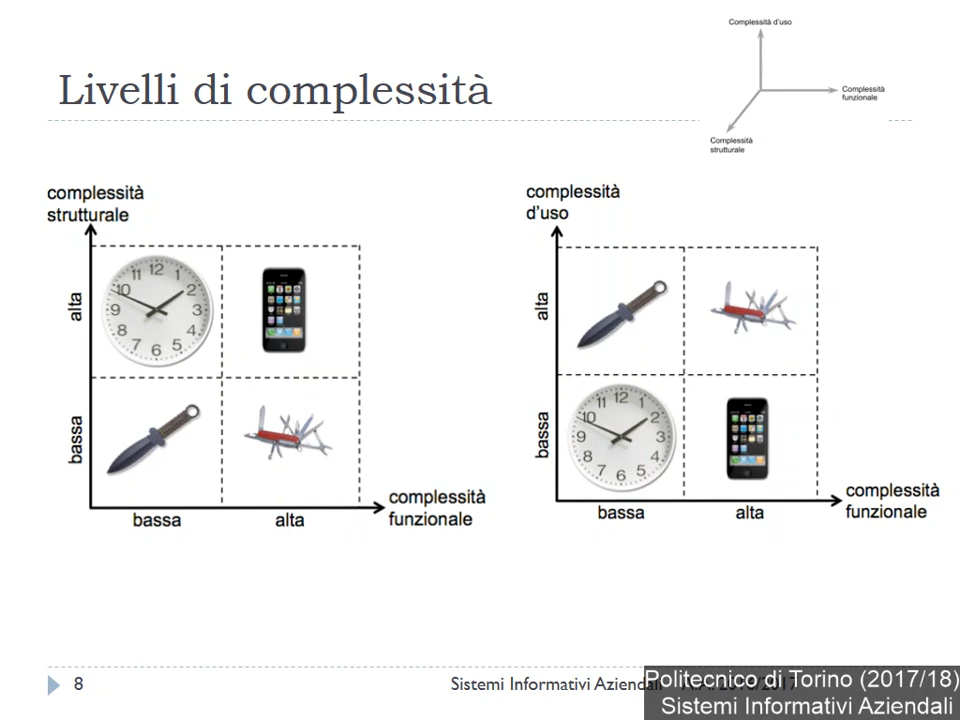 Complessità d'uso
Livelli di complessità
Complessità
funzionale
Complessità
strutturale
complessità
strutturale
alta
bassa
bassa
alta
complessità
funzionale
complessità
d'uso
alta
bassa
bassa
alta
complessità
funzionale
8
Sistemi Informativi Aziendali
Politecnico di Torino (2017/18)
Sistemi Informativi Aziendali